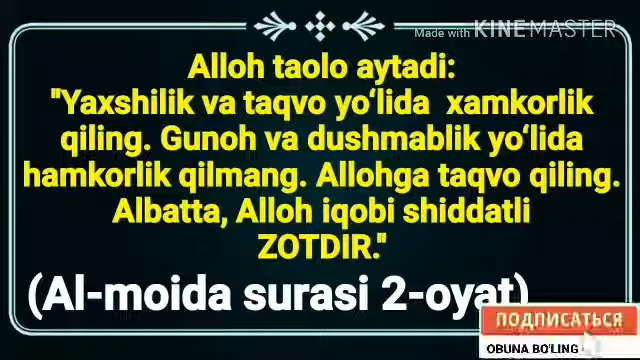 Made with KINEMASTER
Alloh taolo aytadi:
"Yaxshilik va taqvo yo‘lida xamkorlik
qiling. Gunoh va dushmablik yo‘lida
hamkorlik qilmang. Allohga taqvo qiling.
Albatta, Alloh iqobi shiddatli
ZOTDIR."
(Al-moida surasi 2-oyat)
ПОДПИСАТЬСЯ
OBUNA BO'LING